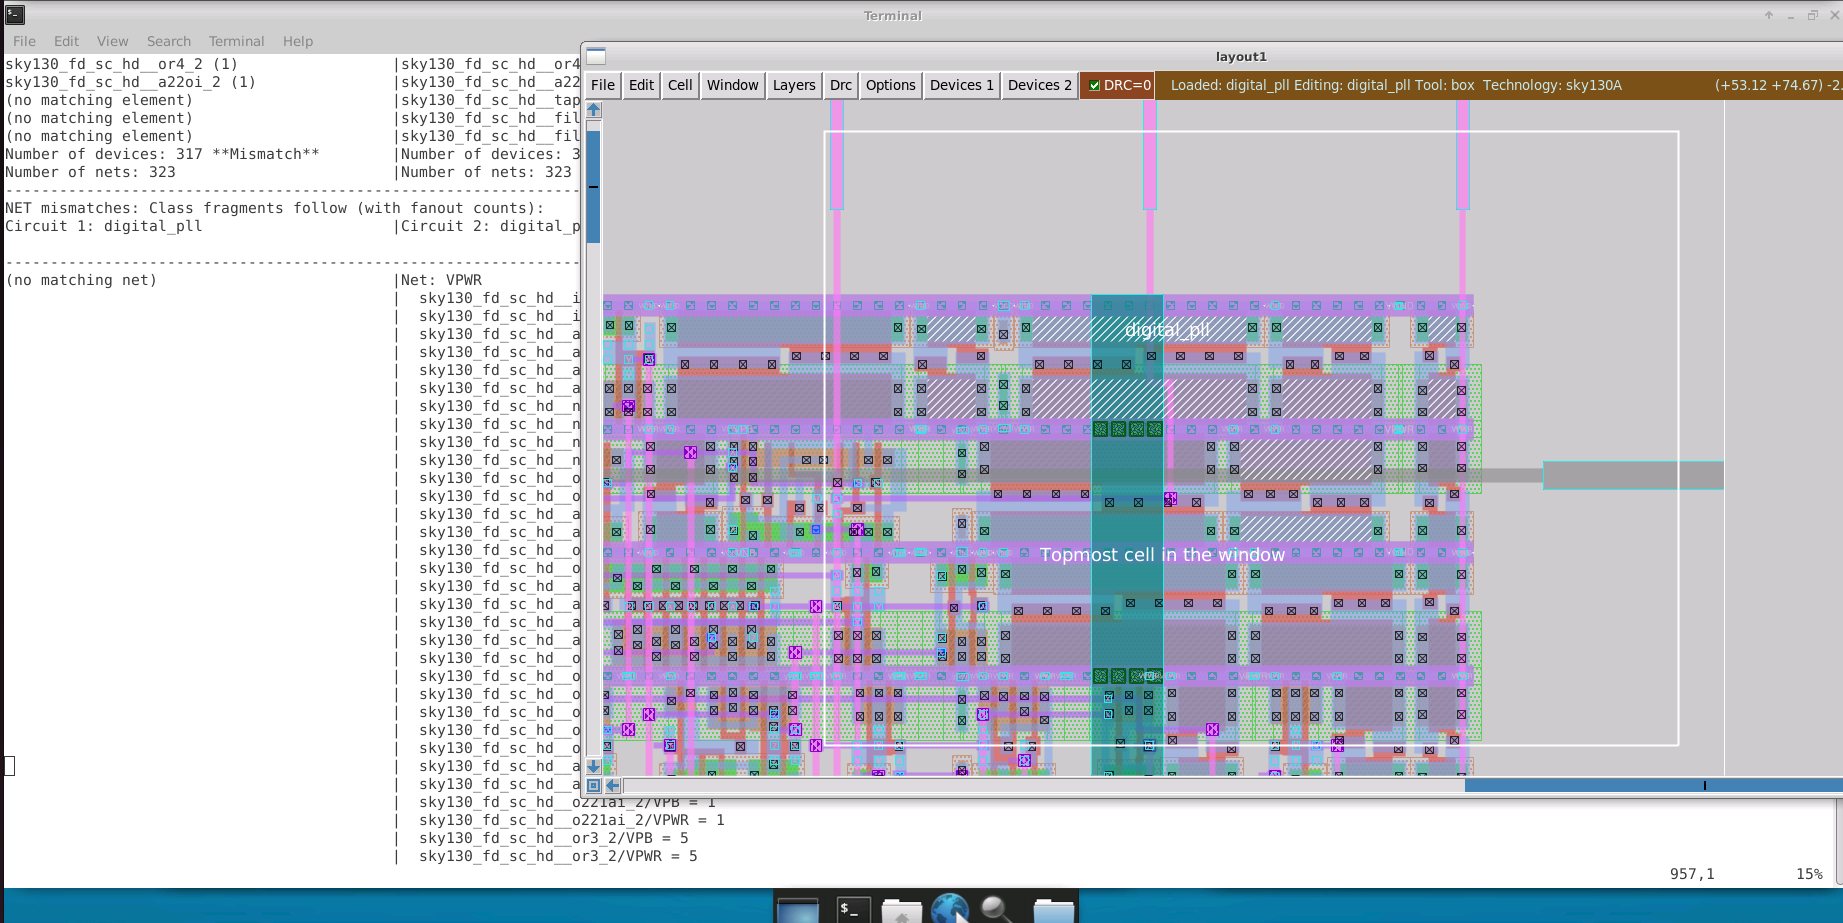 Terminal
File Edit View Search Terminal Help
sky130_fd_sc_hd__or4_2 (1) |sky130_fd_sc_hd__or4
sky130_fd_sc_hd__a22oi_2 (1) |sky130_fd_sc_hd__a22
(no matching element) |sky130_fd_sc_hd__tap
(no matching element) |sky130_fd_sc_hd__fil
(no matching element) |sky130_fd_sc_hd__fil
Number of devices: 317 **Mismatch** |Number of devices: 3
Number of nets: 323 |Number of nets: 323
NET mismatches: Class fragments follow (with fanout counts):
Circuit 1: digital_pll |Circuit 2: digital_p
(no matching net) |Net: VPWR
| sky130_fd_sc_hd__i
| sky130_fd_sc_hd__i
| sky130_fd_sc_hd__a
| sky130_fd_sc_hd__a
| sky130_fd_sc_hd__a
| sky130_fd_sc_hd__a
| sky130_fd_sc_hd__n
| sky130_fd_sc_hd__n
| sky130_fd_sc_hd__n
| sky130_fd_sc_hd__n
| sky130_fd_sc_hd__o
| sky130_fd_sc_hd__o
| sky130_fd_sc_hd__a
| sky130_fd_sc_hd__a
| sky130_fd_sc_hd__o
| sky130_fd_sc_hd__o
| sky130_fd_sc_hd__a
| sky130_fd_sc_hd__a
| sky130_fd_sc_hd__a
| sky130_fd_sc_hd__a
| sky130_fd_sc_hd__o
| sky130_fd_sc_hd__o
| sky130_fd_sc_hd__o
| sky130_fd_sc_hd__o
| sky130_fd_sc_hd__o
| sky130_fd_sc_hd__o
| sky130_fd_sc_hd__a
| sky130_fd_sc_hd__a
| sky130_fd_sc_hd__o221ai_2/VPB = 1
| sky130_fd_sc_hd__o221ai_2/VPWR = 1
| sky130_fd_sc_hd__or3_2/VPB = 5
| sky130_fd_sc_hd__or3_2/VPWR = 5
957,1 15%
layout1
File Edit Cell Window Layers Drc Options Devices 1 Devices 2 DRC=0 Loaded: digital_pll Editing: digital_pll Tool: box Technology: sky130A (+53.12 +74.67) -2.
digital_pll
Topmost cell in the window
$_